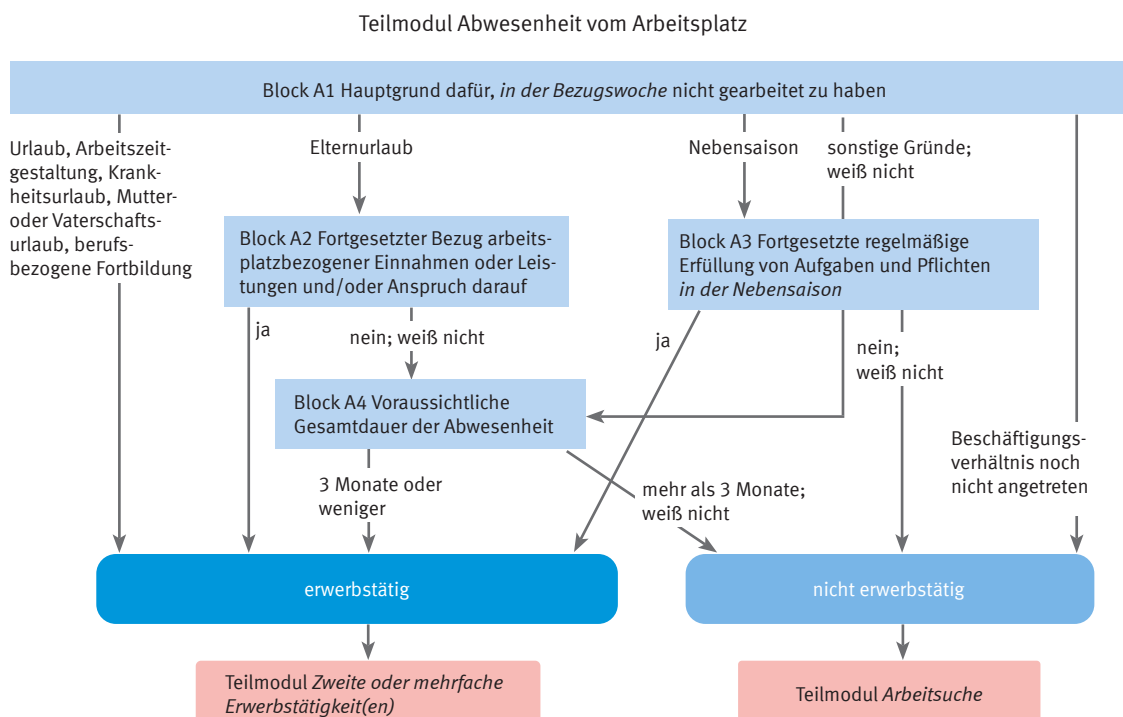 Teilmodul Abwesenheit vom Arbeitsplatz
Block A1 Hauptgrund dafür, in der Bezugswoche nicht gearbeitet zu haben
Urlaub, Arbeitszeit-
gestaltung, Krank-
heitsurlaub, Mutter-
oder Vaterschafts-
urlaub, berufs-
bezogene Fortbildung
Elternurlaub
Nebensaison
sonstige Gründe;
weiß nicht
Block A2 Fortgesetzter Bezug arbeits-
platzbezogener Einnahmen oder Leis-
tungen und/oder Anspruch darauf
Block A3 Fortgesetzte regelmäßige
Erfüllung von Aufgaben und Pflichten
in der Nebensaison
ja
nein; weiß nicht
ja
nein;
weiß nicht
Block A4 Voraussichtliche
Gesamtdauer der Abwesenheit
Beschäftigungs-
verhältnis noch
nicht angetreten
3 Monate oder
weniger
mehr als 3 Monate;
weiß nicht
erwerbstätig
nicht erwerbstätig
Teilmodul Zweite oder mehrfache
Erwerbstätigkeit(en)
Teilmodul Arbeitsuche